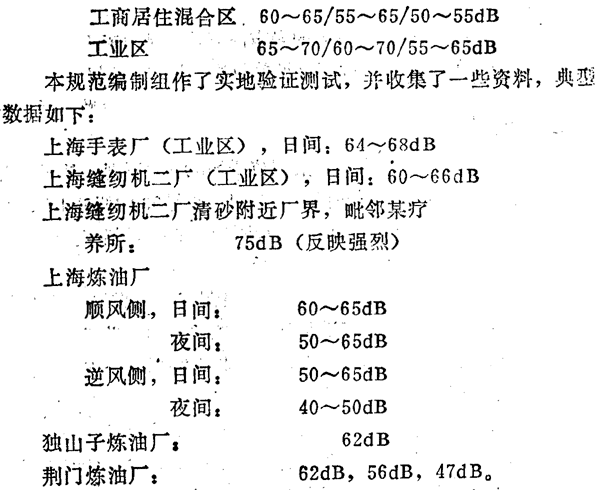 工商居住混合区 60～65/55～65/50～55dB
工业区 65～70/60～70/55～65dB
本规范编制组作了实地验证测试，并收集了一些资料，典型
数据如下：
上海手表厂（工业区），日间：64～68dB
上海缝纫机二厂（工业区），日间：60～66dB
上海缝纫机二厂清砂附近厂界，毗邻某疗
养所： 75dB（反映强烈）
上海炼油厂
顺风侧，日间： 60～65dB
夜间： 50～65dB
逆风侧，日间： 50～65dB
夜间： 40～50dB
独山子炼油厂： 62dB
荆门炼油厂： 62dB，56dB，47dB。